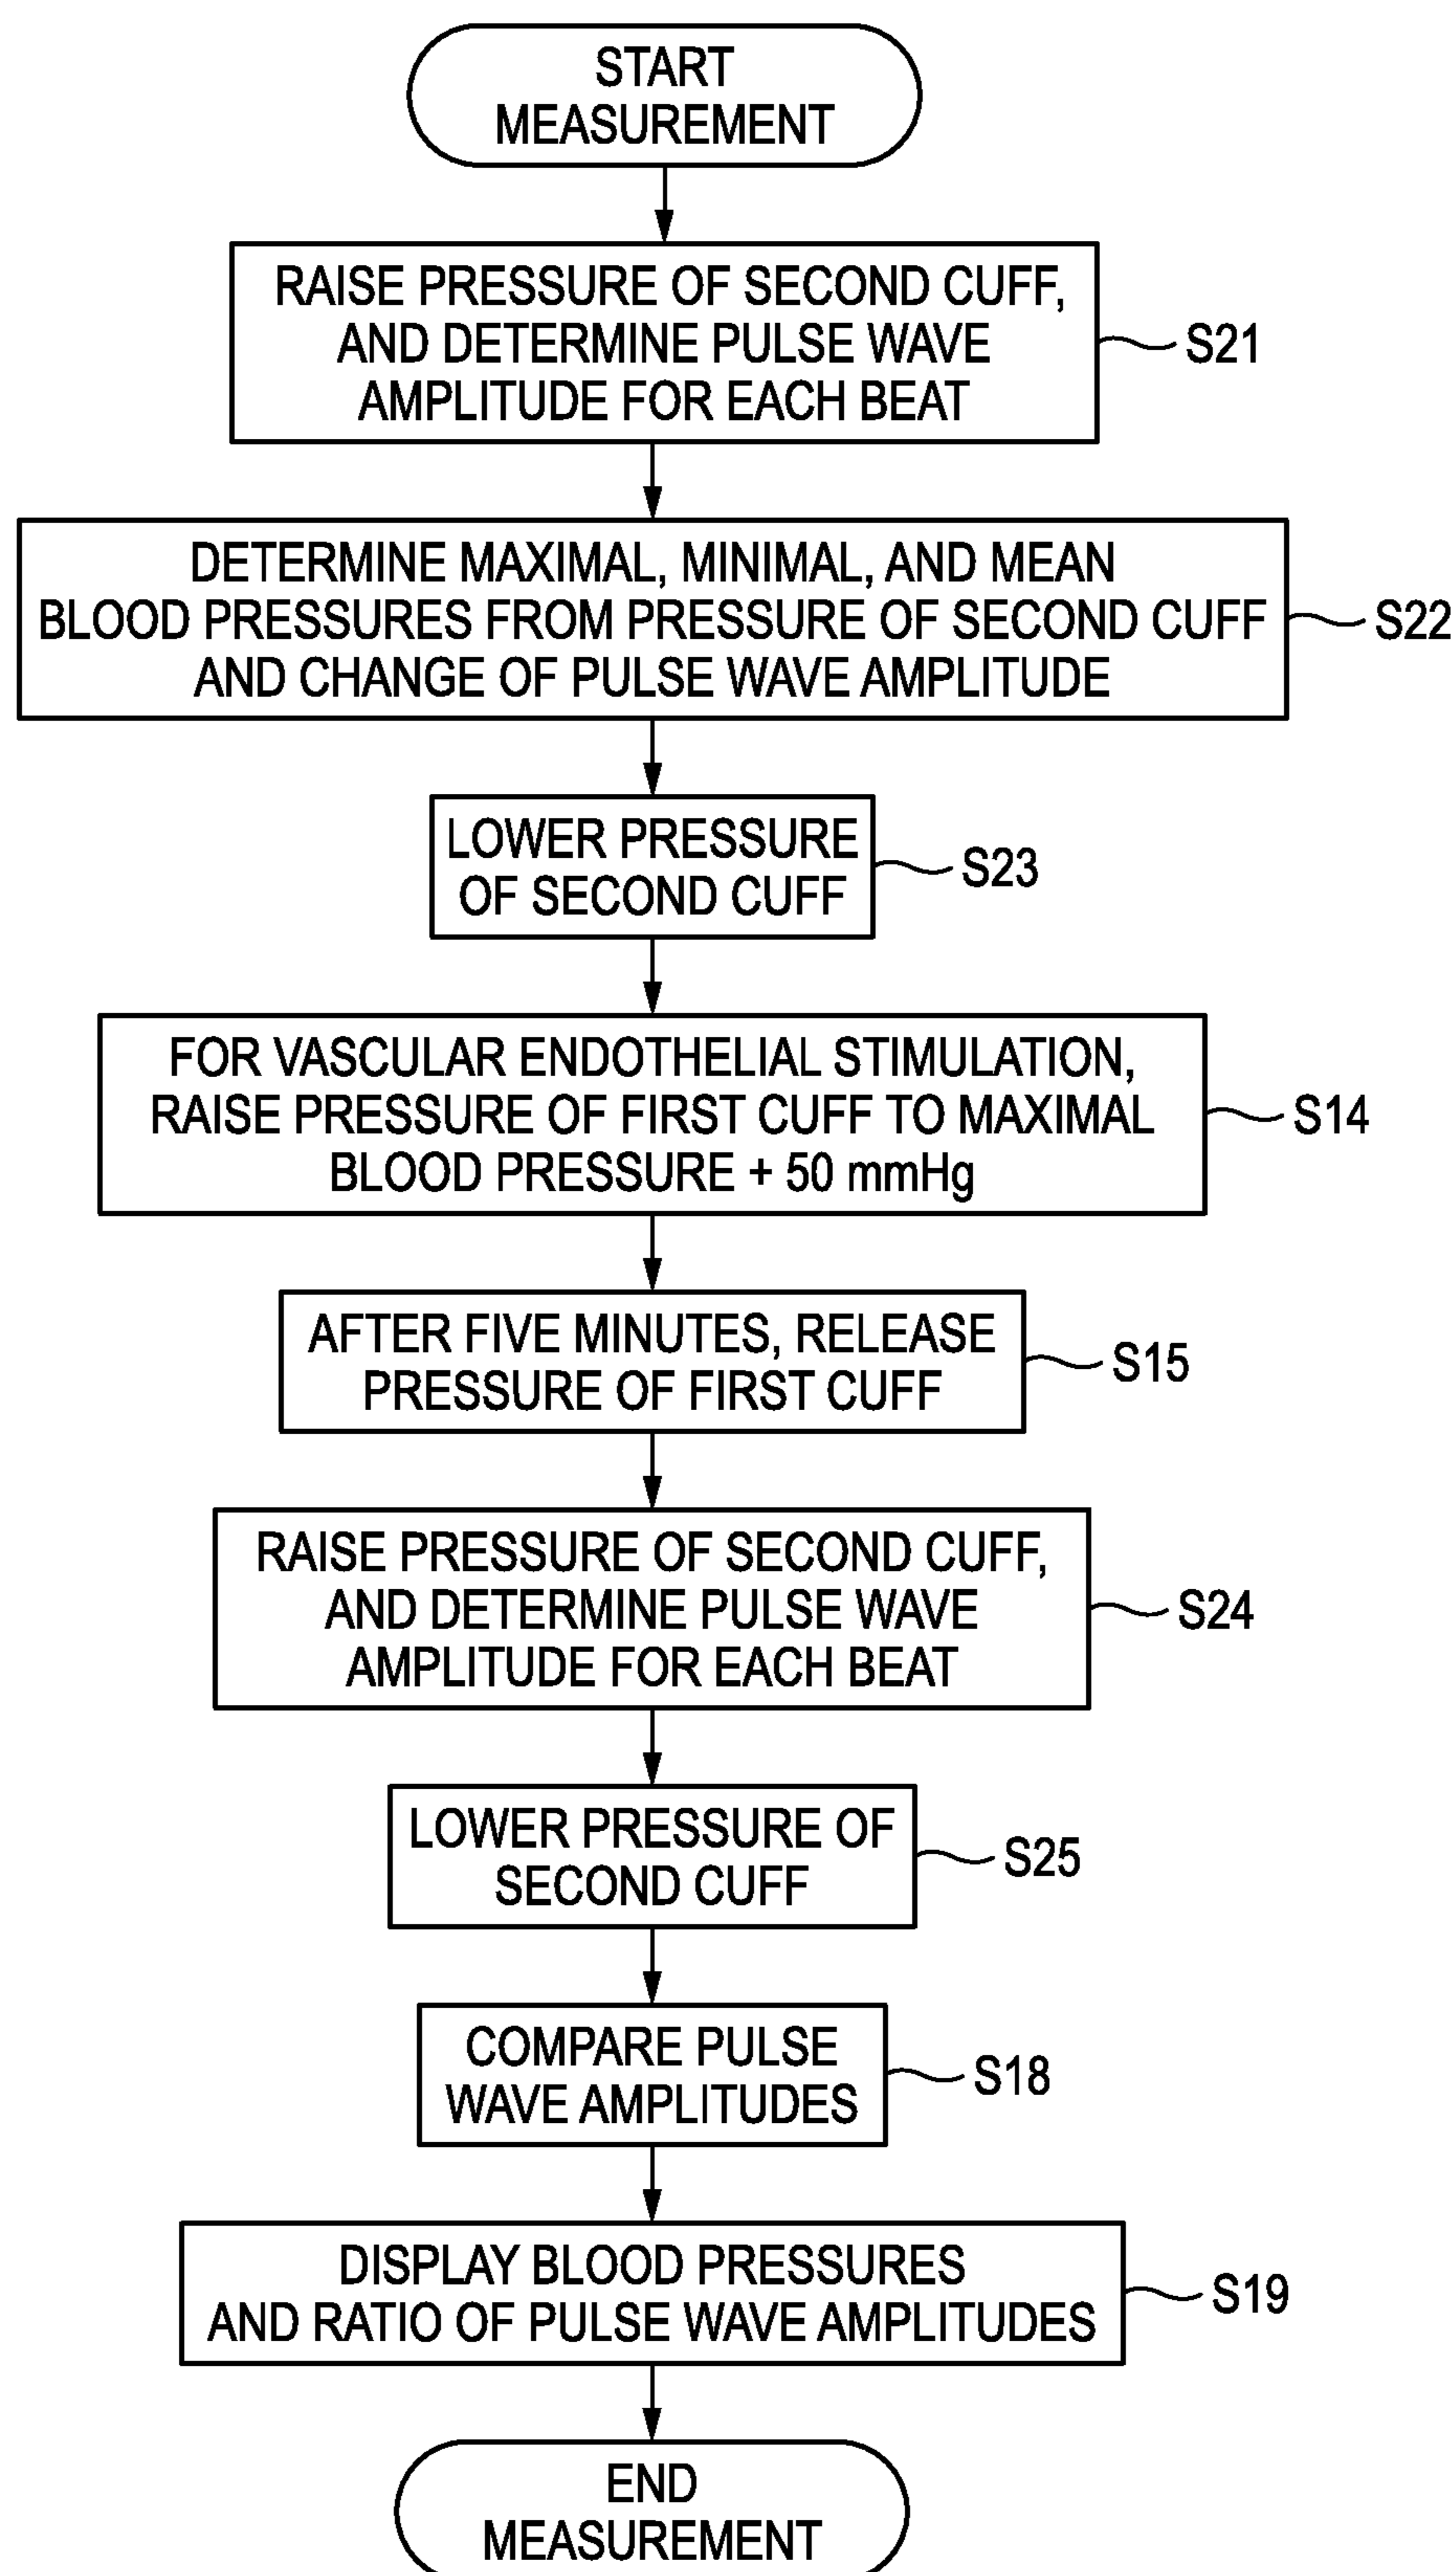 START
MEASUREMENT
RAISE PRESSURE OF SECOND CUFF,
AND DETERMINE PULSE WAVE
AMPLITUDE FOR EACH BEAT
S21
DETERMINE MAXIMAL, MINIMAL, AND MEAN
BLOOD PRESSURES FROM PRESSURE OF SECOND CUFF
AND CHANGE OF PULSE WAVE AMPLITUDE
S22
LOWER PRESSURE
OF SECOND CUFF
S23
FOR VASCULAR ENDOTHELIAL STIMULATION,
RAISE PRESSURE OF FIRST CUFF TO MAXIMAL
BLOOD PRESSURE + 50 mmHg
S14
AFTER FIVE MINUTES, RELEASE
PRESSURE OF FIRST CUFF
S15
RAISE PRESSURE OF SECOND CUFF,
AND DETERMINE PULSE WAVE
AMPLITUDE FOR EACH BEAT
S24
LOWER PRESSURE OF
SECOND CUFF
S25
COMPARE PULSE
WAVE AMPLITUDES
S18
DISPLAY BLOOD PRESSURES
AND RATIO OF PULSE WAVE AMPLITUDES
S19
END
MEASUREMENT